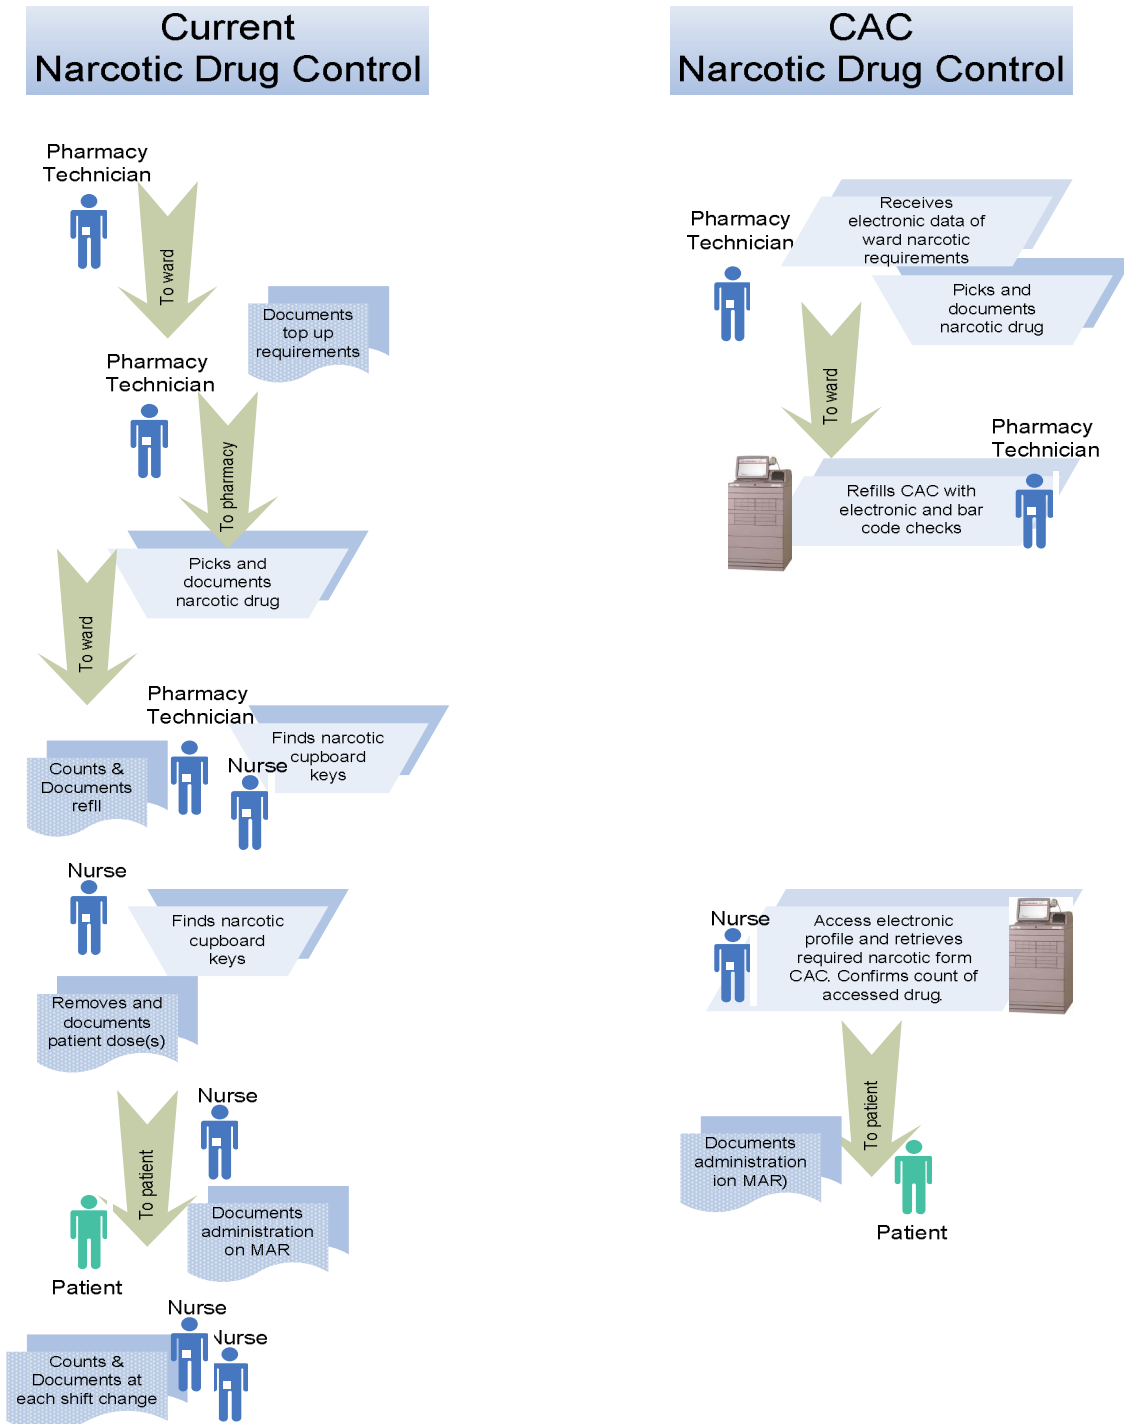 Current
Narcotic Drug Control
Pharmacy
Technician
To ward
Documents
top up
requirements
Pharmacy
Technician
To pharmacy
Picks and
documents
narcotic drug
To ward
Pharmacy
Technician
Finds narcotic
cupboard
keys
Nurse
Counts &
Documents
refll
Nurse
Finds narcotic
cupboard
keys
Removes and
documents
patient dose(s)
Nurse
To patient
Documents
administration
on MAR
Patient
Nurse
Nurse
Counts &
Documents at
each shift change
CAC
Narcotic Drug Control
Pharmacy
Technician
Receives
electronic data of
ward narcotic
requirements
Picks and
documents
narcotic drug
To ward
Pharmacy
Technician
Refills CAC with
electronic and bar
code checks
Nurse
Access electronic
profile and retrieves
required narcotic form
CAC. Confirms count of
accessed drug.
To patient
Documents
administration
ion MAR)
Patient